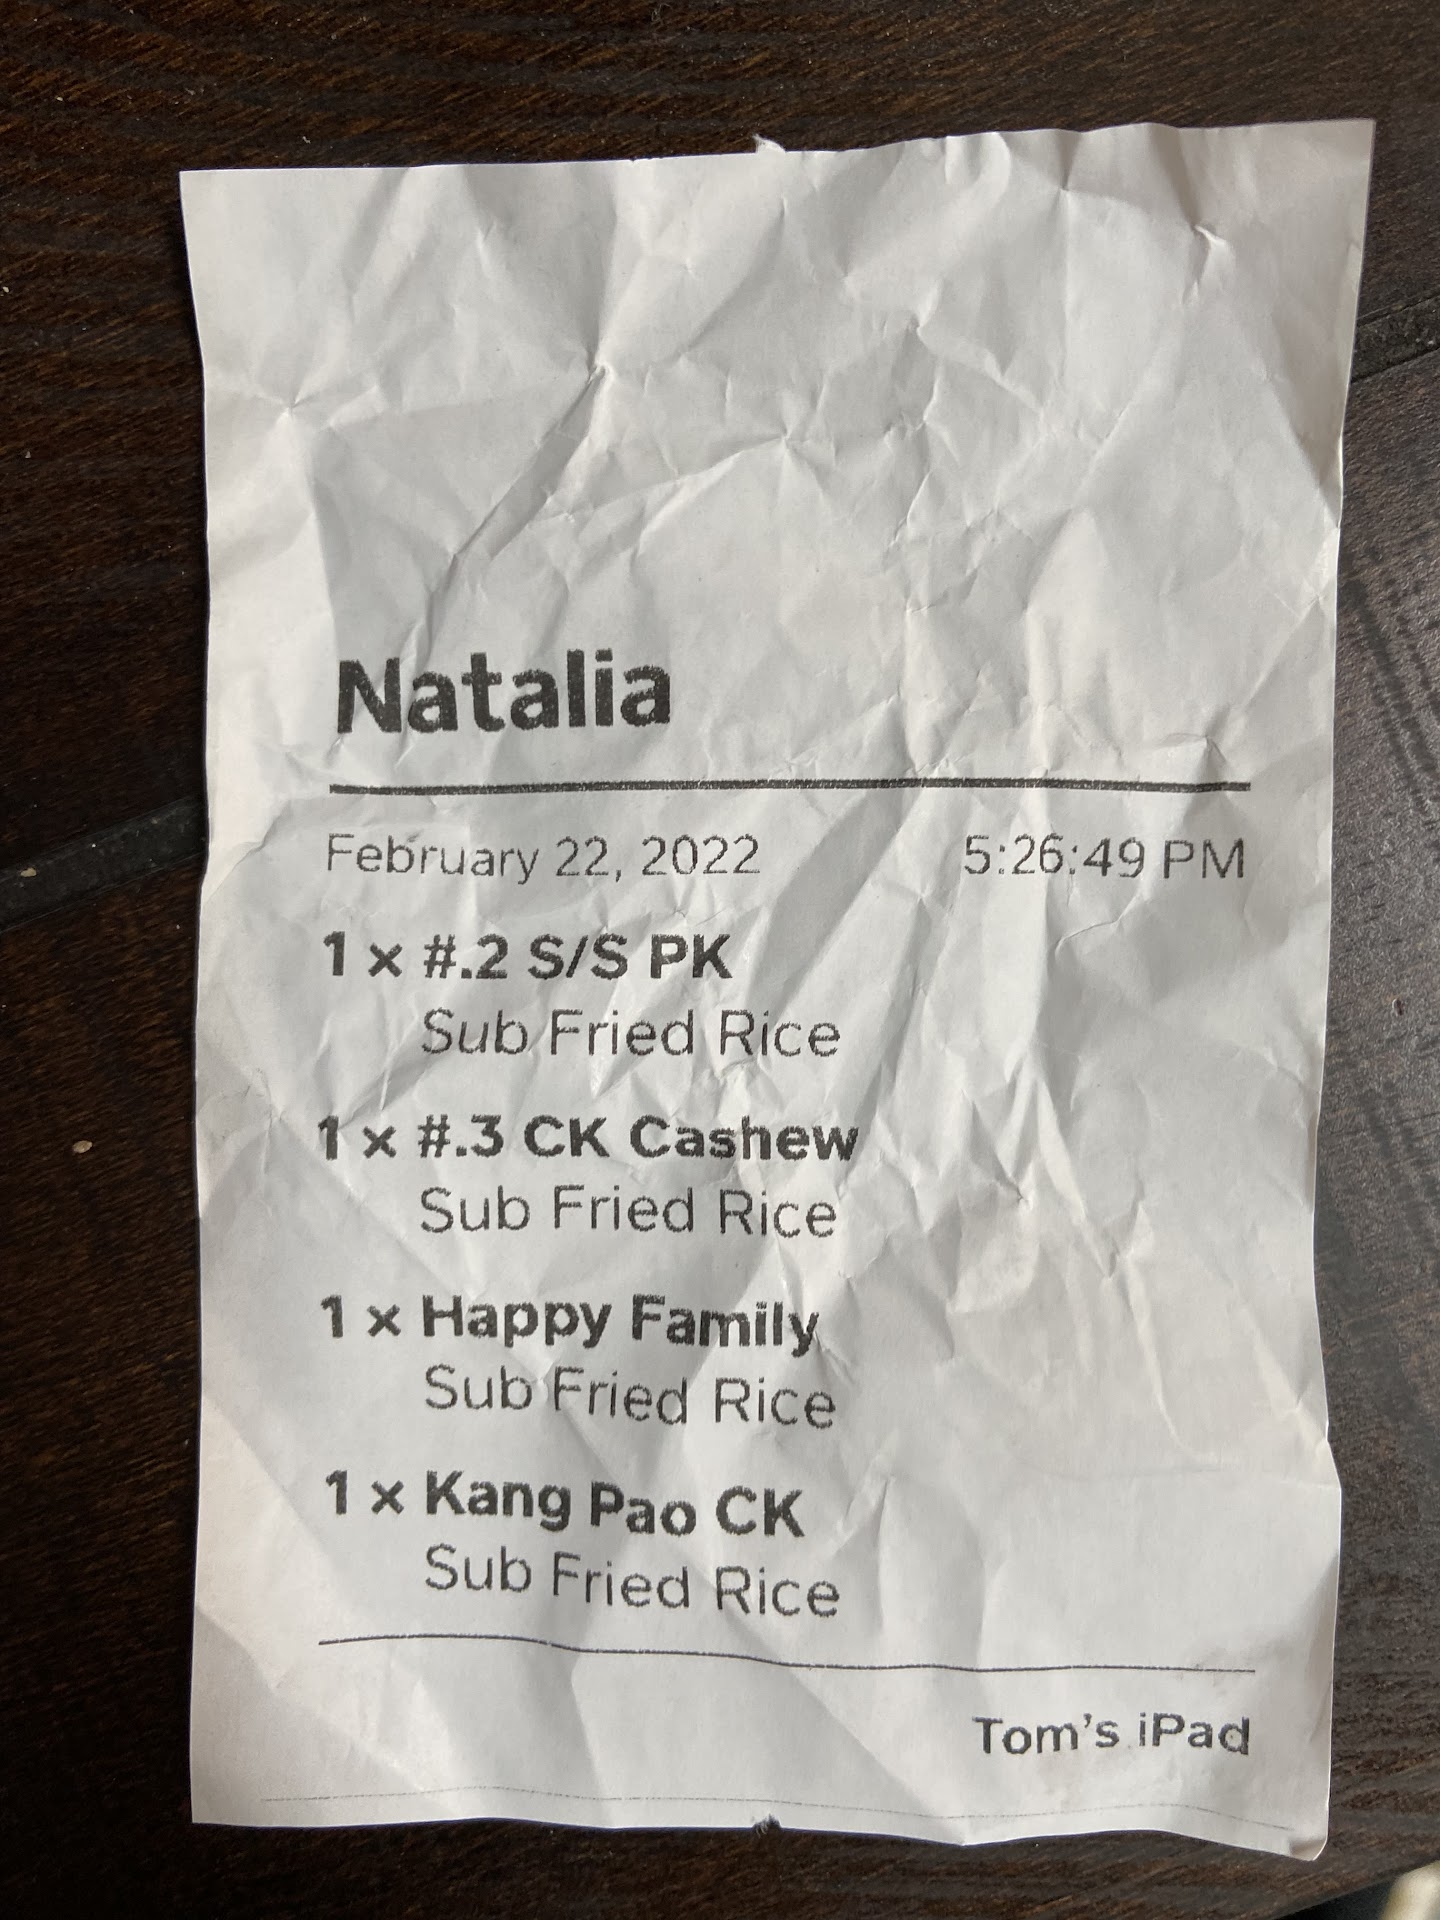 Natalia
February 22, 2022 5:26:49 PM
1 x #.2 S/S PK
Sub Fried Rice
1 x #.3 CK Cashew
Sub Fried Rice
1 x Happy Family
Sub Fried Rice
1 x Kang Pao CK
Sub Fried Rice
Tom's iPad